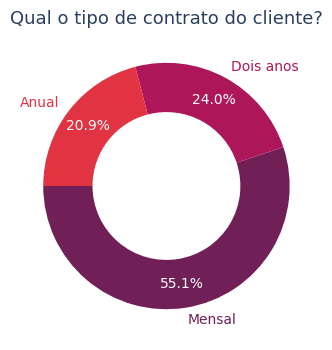 Qual o tipo de contrato do cliente?
Dois anos
24.0%
Anual
20.9%
55.1%
Mensal